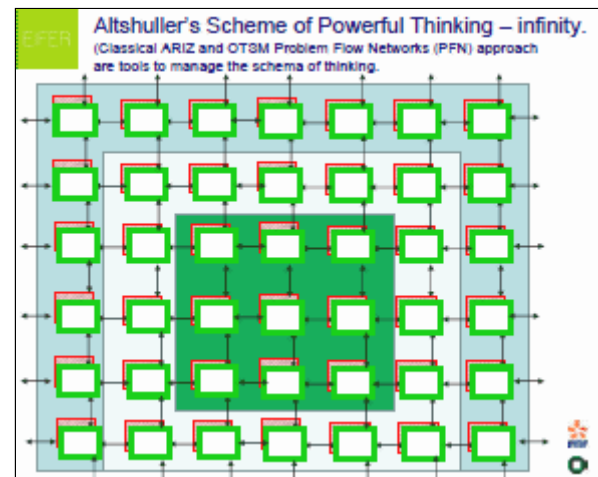 EIFER
Altshuller's Scheme of Powerful Thinking – infinity.
(Classical ARIZ and OTSM Problem Flow Networks (PFN) approach
are tools to manage the schema of thinking.